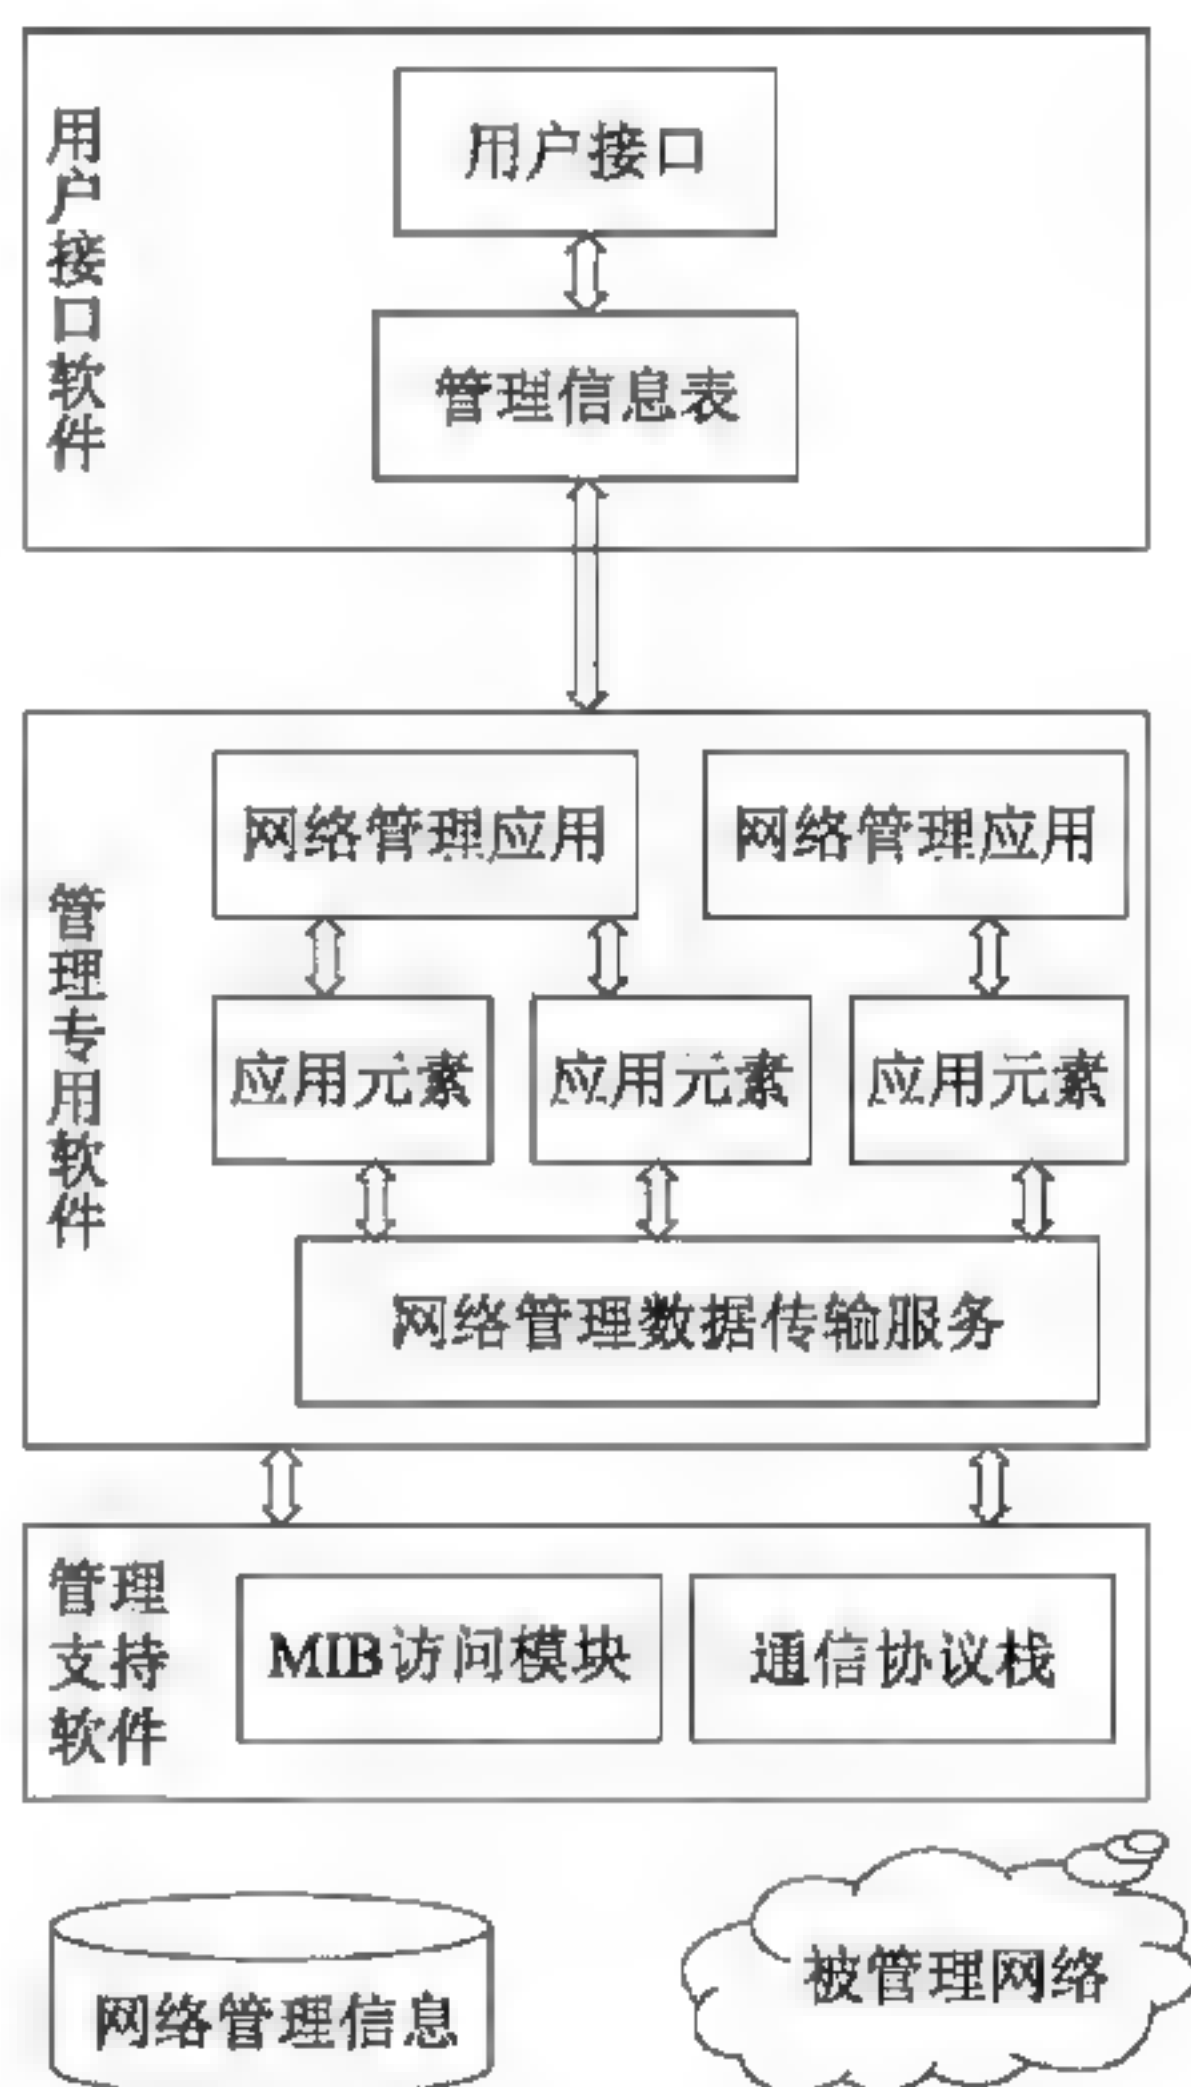 用户接口软件
用户接口
管理信息表
管理专用软件
网络管理应用
网络管理应用
应用元素
应用元素
应用元素
网络管理数据传输服务
管理
支持
软件
MIB访问模块
通信协议栈
网络管理信息
被管理网络